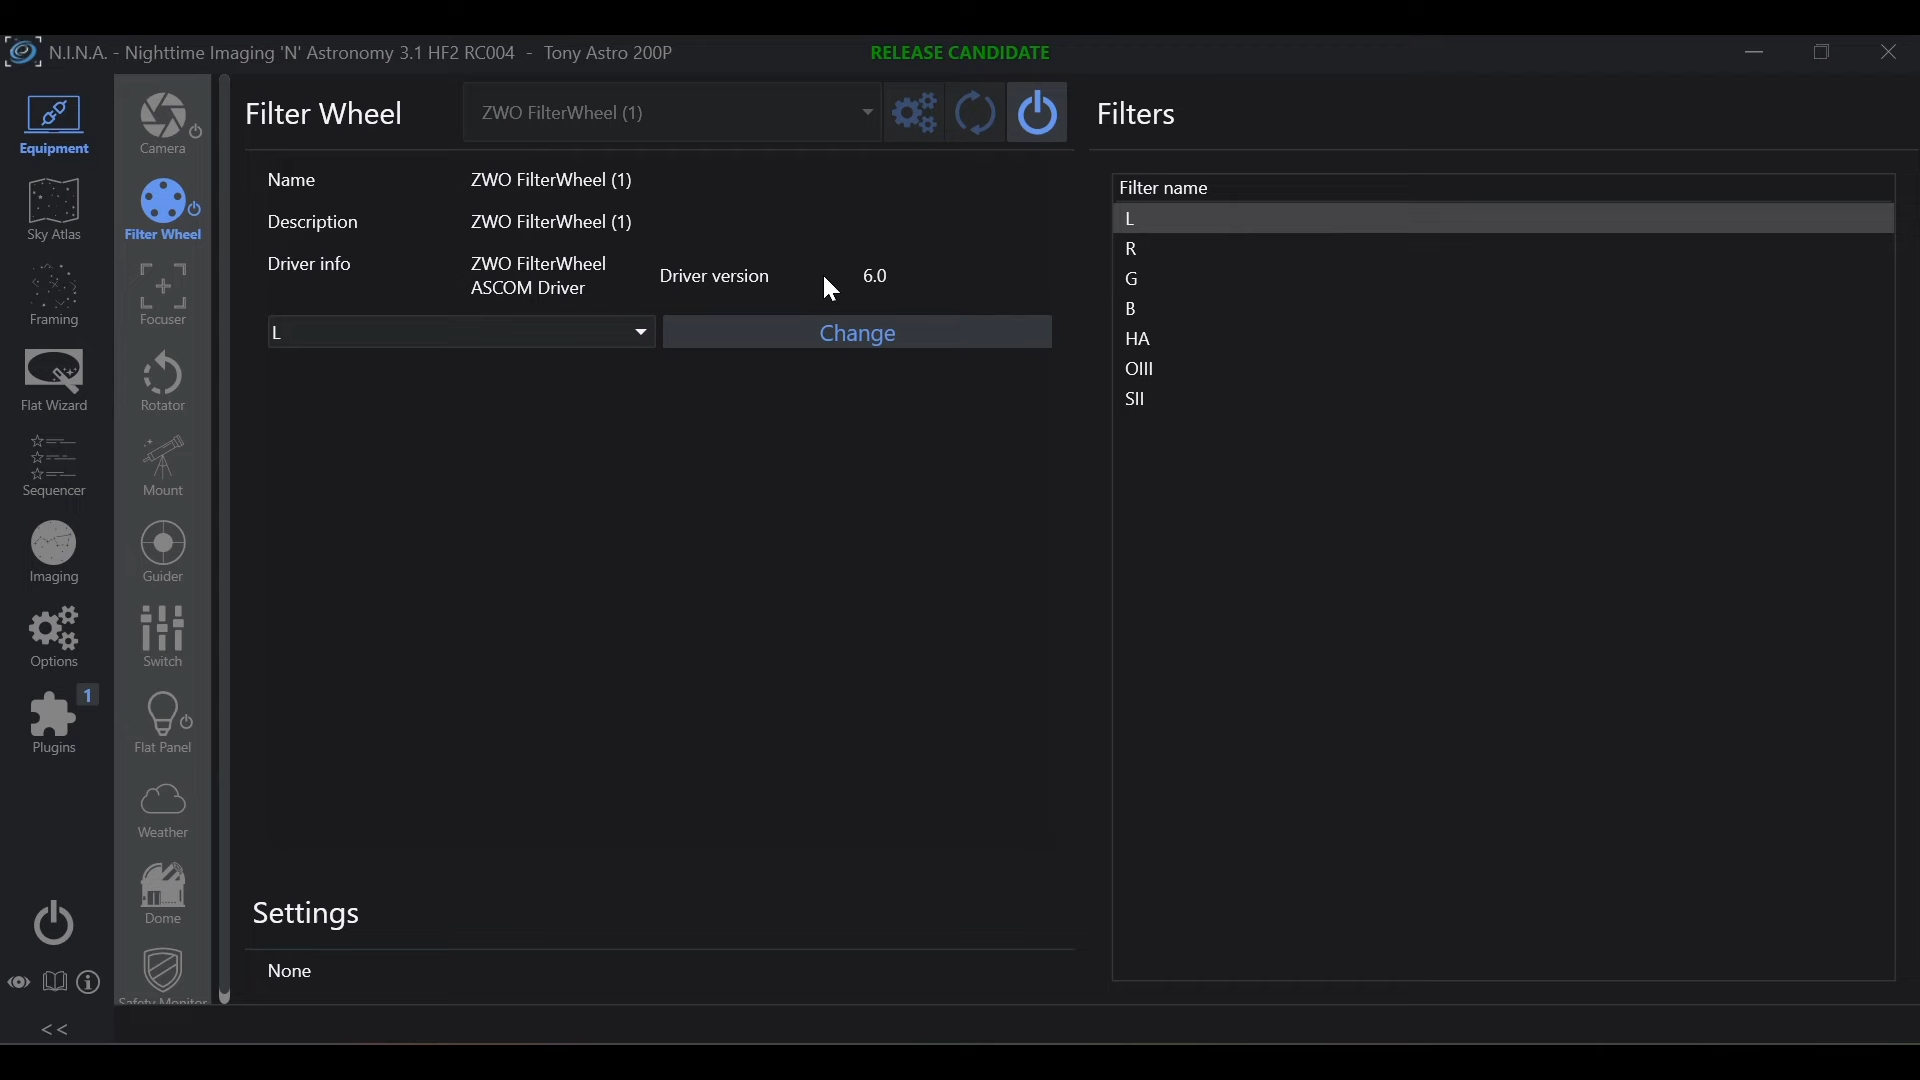 N.I.N.A. - Nighttime Imaging 'N' Astronomy 3.1 HF2 RC004 - Tony Astro 200P
RELEASE CANDIDATE
Equipment
Sky Atlas
Framing
Flat Wizard
Sequencer
Imaging
Options
1
Plugins
<<
Camera
Filter Wheel
Focuser
Rotator
Mount
Guider
Switch
Flat Panel
Weather
Dome
Safety Monitor
Filter Wheel
ZWO FilterWheel (1)
Name ZWO FilterWheel (1)
Description ZWO FilterWheel (1)
Driver info ZWO FilterWheel
ASCOM Driver
Driver version 6.0
L
Change
Settings
None
Filters
Filter name
L
R
G
B
HA
OIII
SII